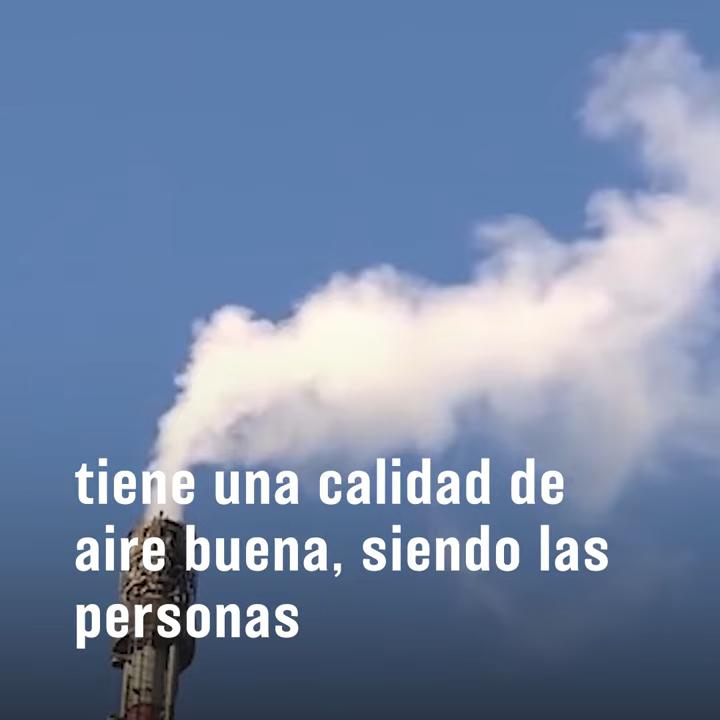 tiene una calidad de
aire buena, siendo las
personas